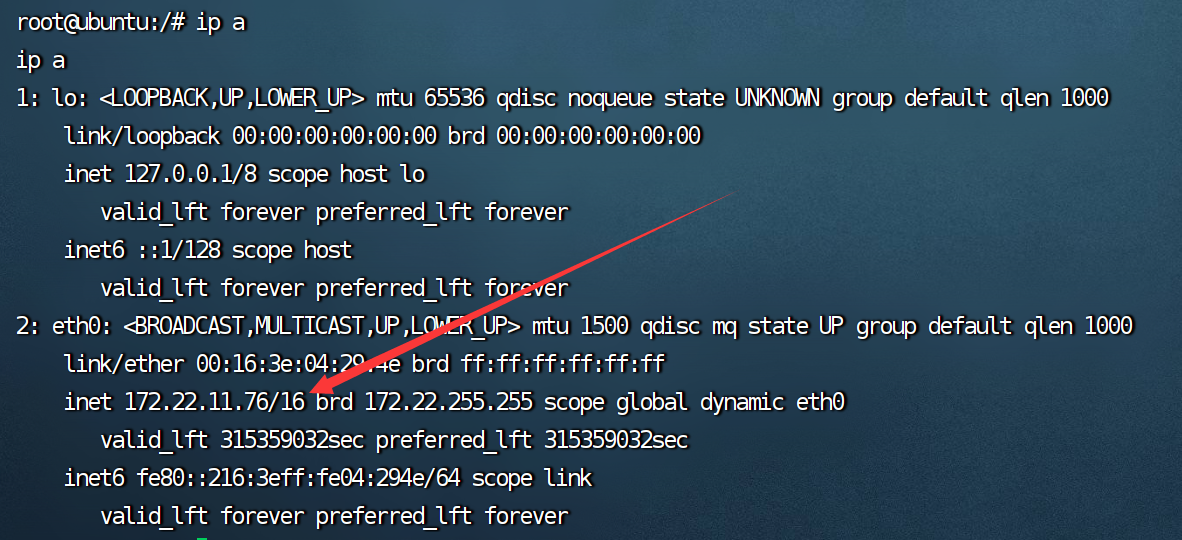 root@ubuntu:/# ip a
ip a
1: lo: <LOOPBACK,UP,LOWER_UP> mtu 65536 qdisc noqueue state UNKNOWN group default qlen 1000
link/loopback 00:00:00:00:00:00 brd 00:00:00:00:00:00
inet 127.0.0.1/8 scope host lo
valid_lft forever preferred_lft forever
inet6 ::1/128 scope host
valid_lft forever preferred_lft forever
2: eth0: <BROADCAST,MULTICAST,UP,LOWER_UP> mtu 1500 qdisc mq state UP group default qlen 1000
link/ether 00:16:3e:04:29:4e brd ff:ff:ff:ff:ff:ff
inet 172.22.11.76/16 brd 172.22.255.255 scope global dynamic eth0
valid_lft 315359032sec preferred_lft 315359032sec
inet6 fe80::216:3eff:fe04:294e/64 scope link
valid_lft forever preferred_lft forever